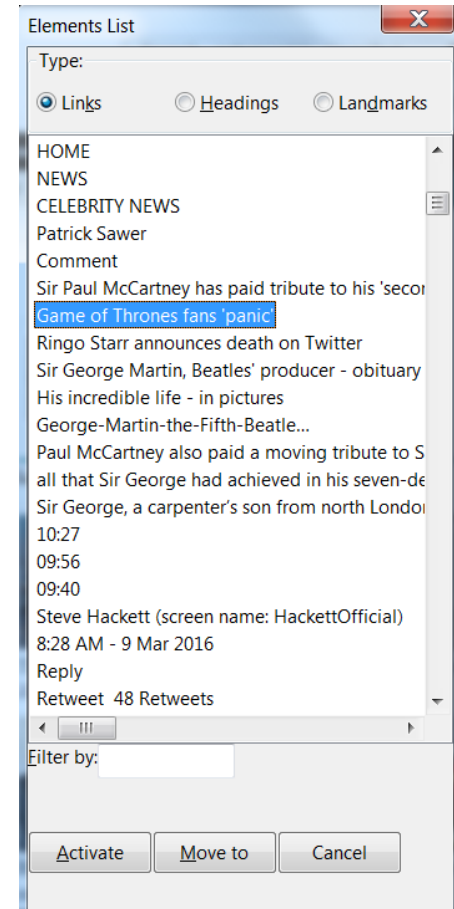 Elements List
Type:
Links Headings Landmarks
HOME
NEWS
CELEBRITY NEWS
Patrick Sawer
Comment
Sir Paul McCartney has paid tribute to his 'secon
Game of Thrones fans 'panic'
Ringo Starr announces death on Twitter
Sir George Martin, Beatles' producer - obituary
His incredible life - in pictures
George-Martin-the-Fifth-Beatle...
Paul McCartney also paid a moving tribute to S
all that Sir George had achieved in his seven-de
Sir George, a carpenter's son from north London
10:27
09:56
09:40
Steve Hackett (screen name: HackettOfficial)
8:28 AM - 9 Mar 2016
Reply
Retweet 48 Retweets
Filter by:
Activate Move to Cancel